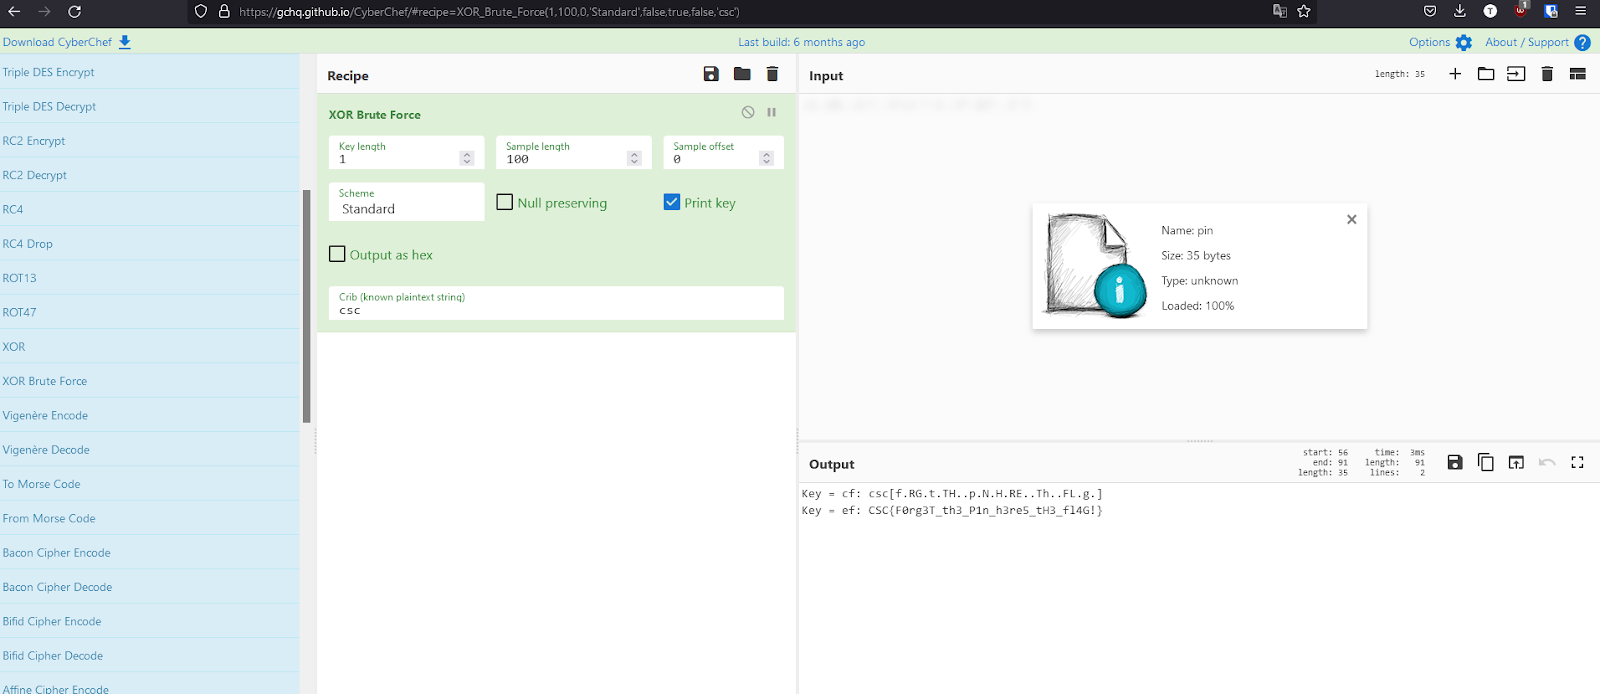 https://gchq.github.io/CyberChef/#recipe=XOR_Brute_Force(1,100,0,'Standard',false,true,false,'csc')
1
Download CyberChef
Last build: 6 months ago
Options
About / Support
Triple DES Encrypt
Triple DES Decrypt
RC2 Encrypt
RC2 Decrypt
RC4
RC4 Drop
ROT13
ROT47
XOR
XOR Brute Force
Vigenère Encode
Vigenère Decode
To Morse Code
From Morse Code
Bacon Cipher Encode
Bacon Cipher Decode
Bifid Cipher Encode
Bifid Cipher Decode
Affine Cipher Encode
Recipe
XOR Brute Force
Key length
1
Sample length
100
Sample offset
0
Scheme
Standard
Null preserving
Print key
Output as hex
Crib (known plaintext string)
csc
Input
length: 35
Name: pin
Size: 35 bytes
Type: unknown
Loaded: 100%
Output
start: 56 time: 3ms
end: 91 length: 91
length: 35 lines: 2
Key = cf: csc[f.RG.t.TH..p.N.H.RE..Th..FL.g.]
Key = ef: CSC{F0rg3T_th3_P1n_h3re5_tH3_fl4G!}